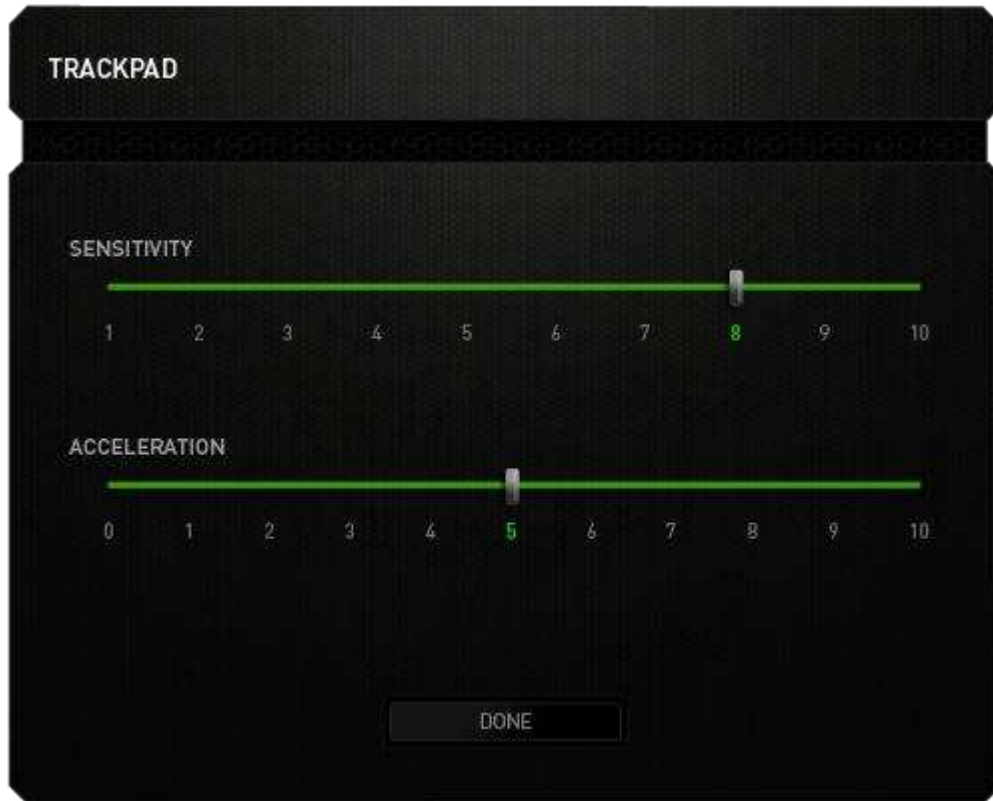 TRACKPAD
SENSITIVITY
1 2 3 4 5 6 7 8 9 10
ACCELERATION
0 1 2 3 4 5 6 7 8 9 10
DONE